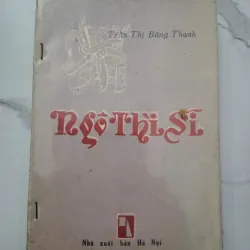 Trần Thị Băng Thanh
Ngô Thì Sĩ
Nhà xuất bản Hà Nội